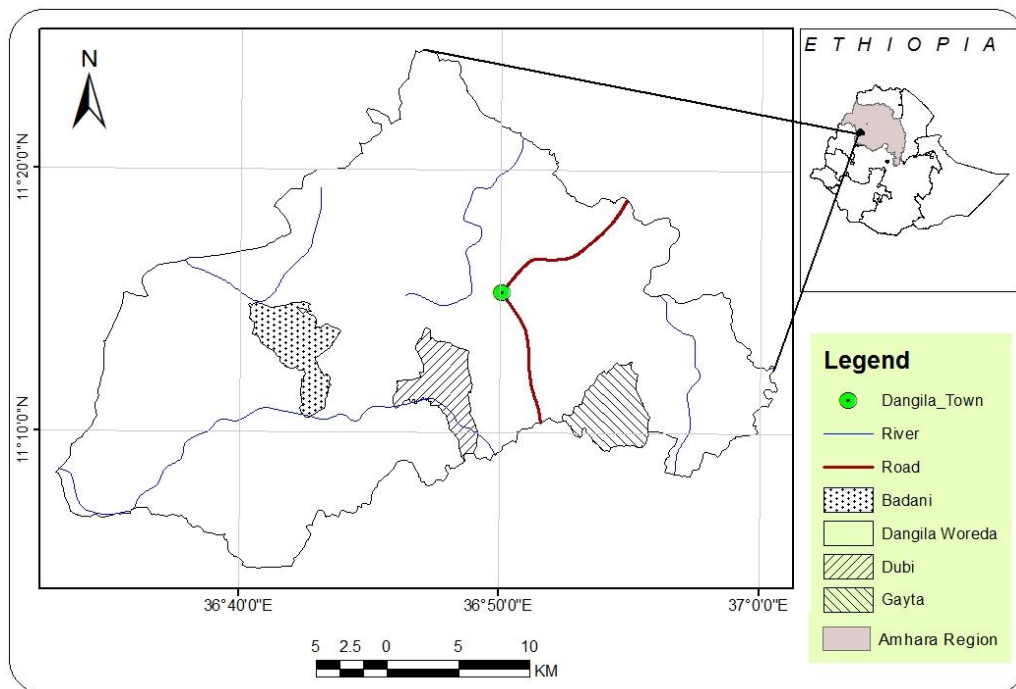 ETHIOPIA
N
11°20'0"N
11°10'0"N
36°40'0"E
36°50'0"E
37°0'0"E
5 2.5 0 5 10
KM
Legend
Dangila_Town
River
Road
Badani
Dangila Woreda
Dubi
Gayta
Amhara Region